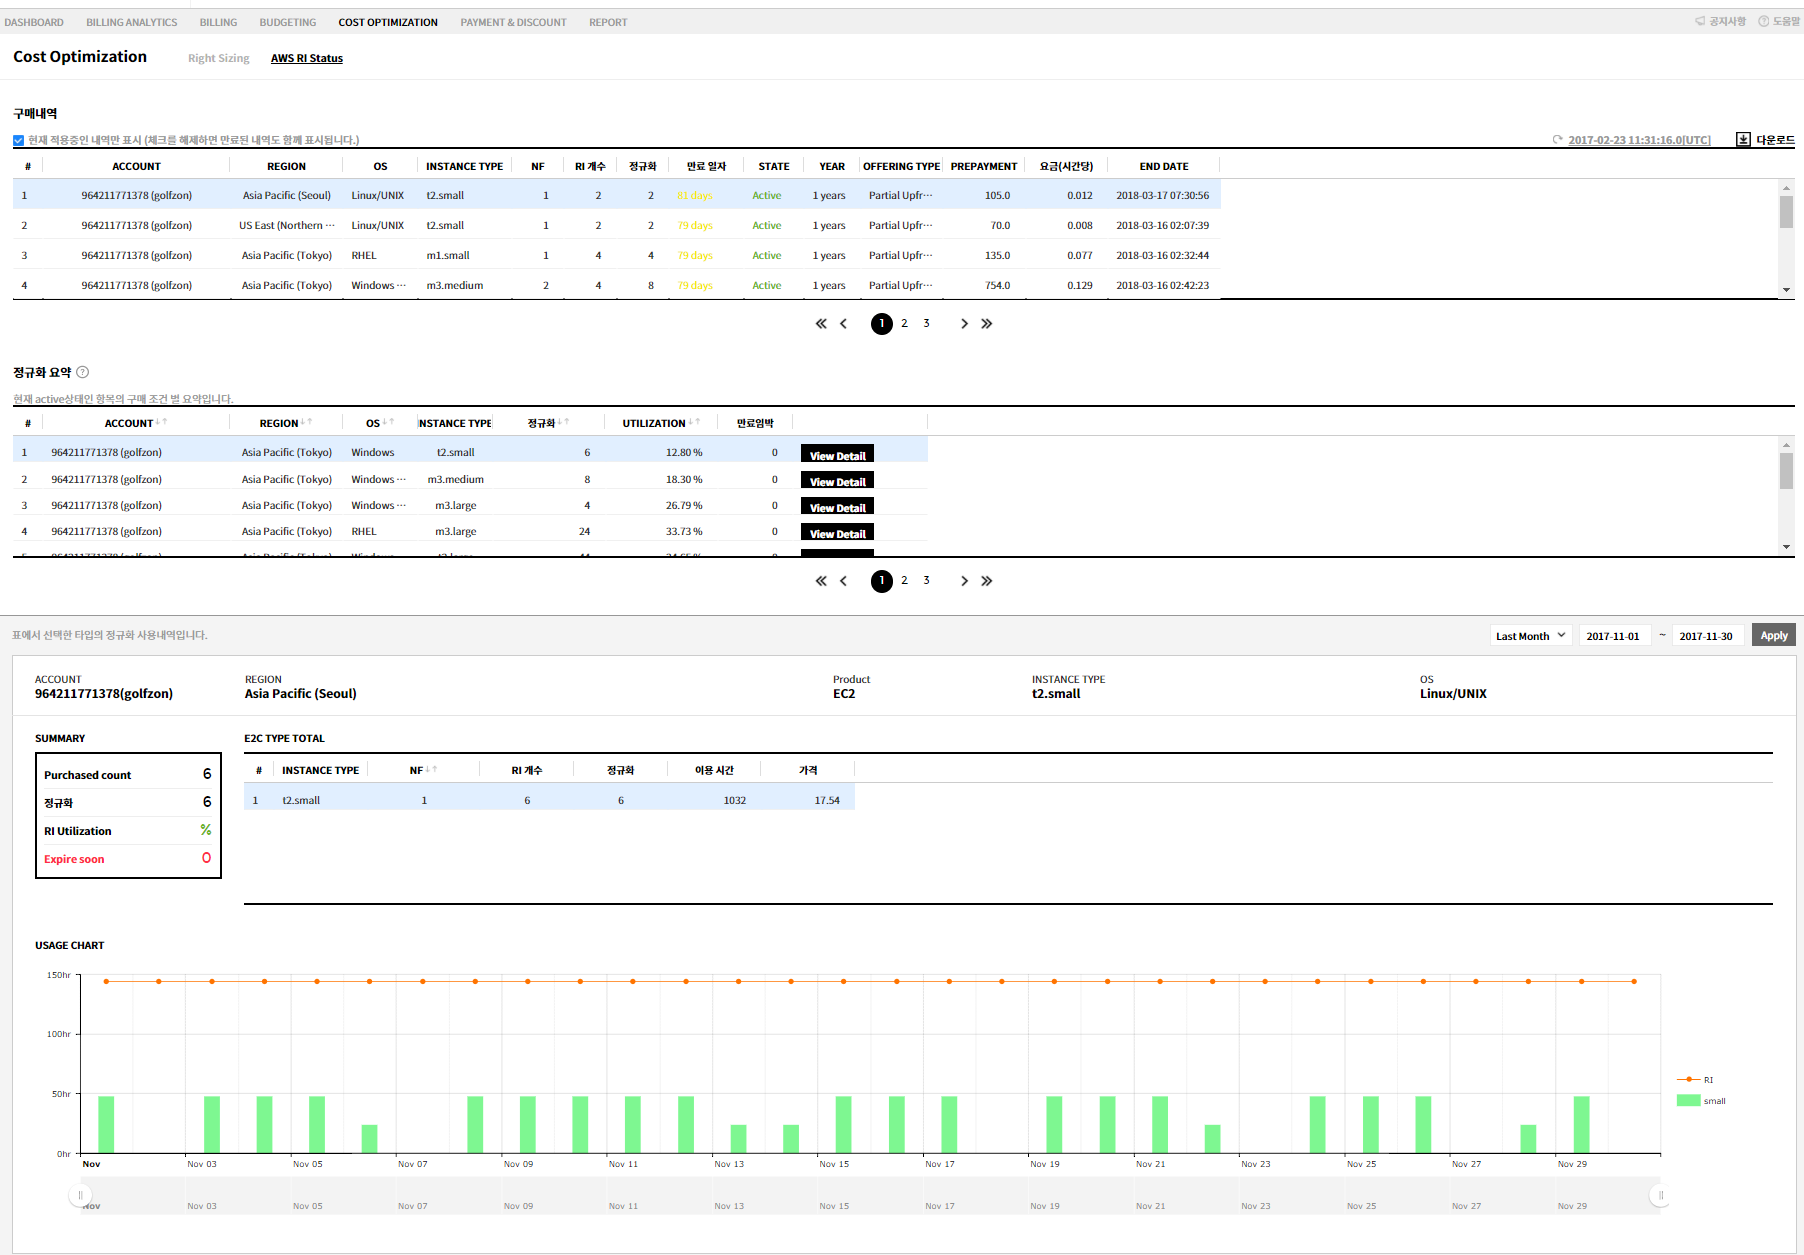 DASHBOARD BILLING ANALYTICS BILLING BUDGETING COST OPTIMIZATION PAYMENT & DISCOUNT REPORT 공지사항 도움말
Cost Optimization Right Sizing AWS RI Status
구매내역
현재 적용중인 내역만 표시 (체크를 해제하면 만료된 내역도 함께 표시됩니다.) 2017-02-23 11:31:16.0[UTC] 다운로드
# ACCOUNT REGION OS INSTANCE TYPE NF RI 개수 정규화 만료 일자 STATE YEAR OFFERING TYPE PREPAYMENT 요금(시간당) END DATE
1 964211771378 (golfzon) Asia Pacific (Seoul) Linux/UNIX t2.small 1 2 2 81 days Active 1 years Partial Upfr··· 105.0 0.012 2018-03-17 07:30:56
2 964211771378 (golfzon) US East (Northern ··· Linux/UNIX t2.small 1 2 2 79 days Active 1 years Partial Upfr··· 70.0 0.008 2018-03-16 02:07:39
3 964211771378 (golfzon) Asia Pacific (Tokyo) RHEL m1.small 1 4 4 79 days Active 1 years Partial Upfr··· 135.0 0.077 2018-03-16 02:32:44
4 964211771378 (golfzon) Asia Pacific (Tokyo) Windows ··· m3.medium 2 4 8 79 days Active 1 years Partial Upfr··· 754.0 0.129 2018-03-16 02:42:23
1 2 3
정규화 요약 ?
현재 active상태인 항목의 구매 조건 별 요약입니다.
# ACCOUNT REGION OS NSTANCE TYPE 정규화 UTILIZATION 만료임박
1 964211771378 (golfzon) Asia Pacific (Tokyo) Windows t2.small 6 12.80 % 0 View Detail
2 964211771378 (golfzon) Asia Pacific (Tokyo) Windows ··· m3.medium 8 18.30 % 0 View Detail
3 964211771378 (golfzon) Asia Pacific (Tokyo) Windows ··· m3.large 4 26.79 % 0 View Detail
4 964211771378 (golfzon) Asia Pacific (Tokyo) RHEL m3.large 24 33.73 % 0 View Detail
1 2 3
표에서 선택한 타입의 정규화 사용내역입니다. Last Month 2017-11-01 ~ 2017-11-30 Apply
ACCOUNT REGION Product INSTANCE TYPE OS
964211771378(golfzon) Asia Pacific (Seoul) EC2 t2.small Linux/UNIX
SUMMARY E2C TYPE TOTAL
Purchased count 6
정규화 6
RI Utilization %
Expire soon 0
# INSTANCE TYPE NF RI 개수 정규화 이용 시간 가격
1 t2.small 1 6 6 1032 17.54
USAGE CHART
150hr
100hr
50hr
0hr
RI
small
Nov Nov 03 Nov 05 Nov 07 Nov 09 Nov 11 Nov 13 Nov 15 Nov 17 Nov 19 Nov 21 Nov 23 Nov 25 Nov 27 Nov 29
Nov Nov 03 Nov 05 Nov 07 Nov 09 Nov 11 Nov 13 Nov 15 Nov 17 Nov 19 Nov 21 Nov 23 Nov 25 Nov 27 Nov 29